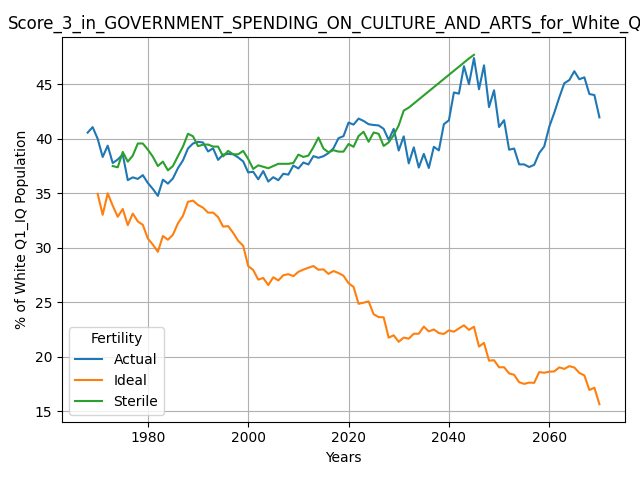 Score_3_in_GOVERNMENT_SPENDING_ON_CULTURE_AND_ARTS_for_White_Q
% of White Q1_IQ Population
45
40
35
30
25
20
15
Fertility
Actual
Ideal
Sterile
1980
2000
2020
2040
2060
Years